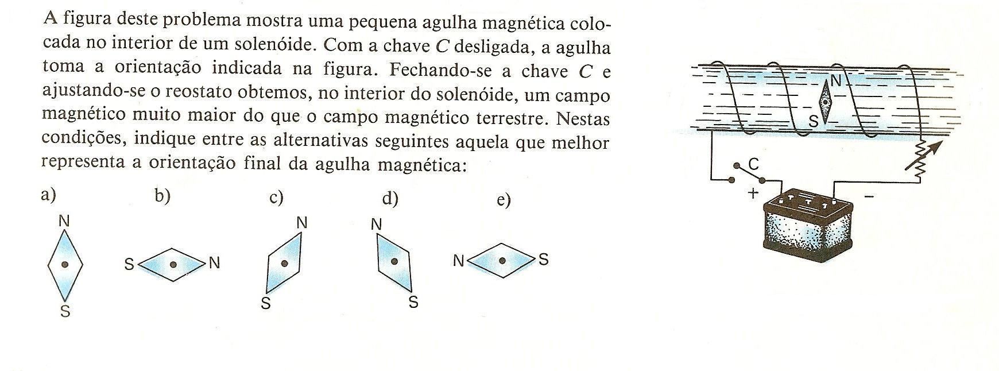 A figura deste problema mostra uma pequena agulha magnética colo-
cada no interior de um solenóide. Com a chave C desligada, a agulha
toma a orientação indicada na figura. Fechando-se a chave C e
ajustando-se o reostato obtemos, no interior do solenóide, um campo
magnético muito maior do que o campo magnético terrestre. Nestas
condições, indique entre as alternativas seguintes aquela que melhor
representa a orientação final da agulha magnética:
a) b) c) d) e)
N N N
S N N S
S S S
N
S
C
+ −